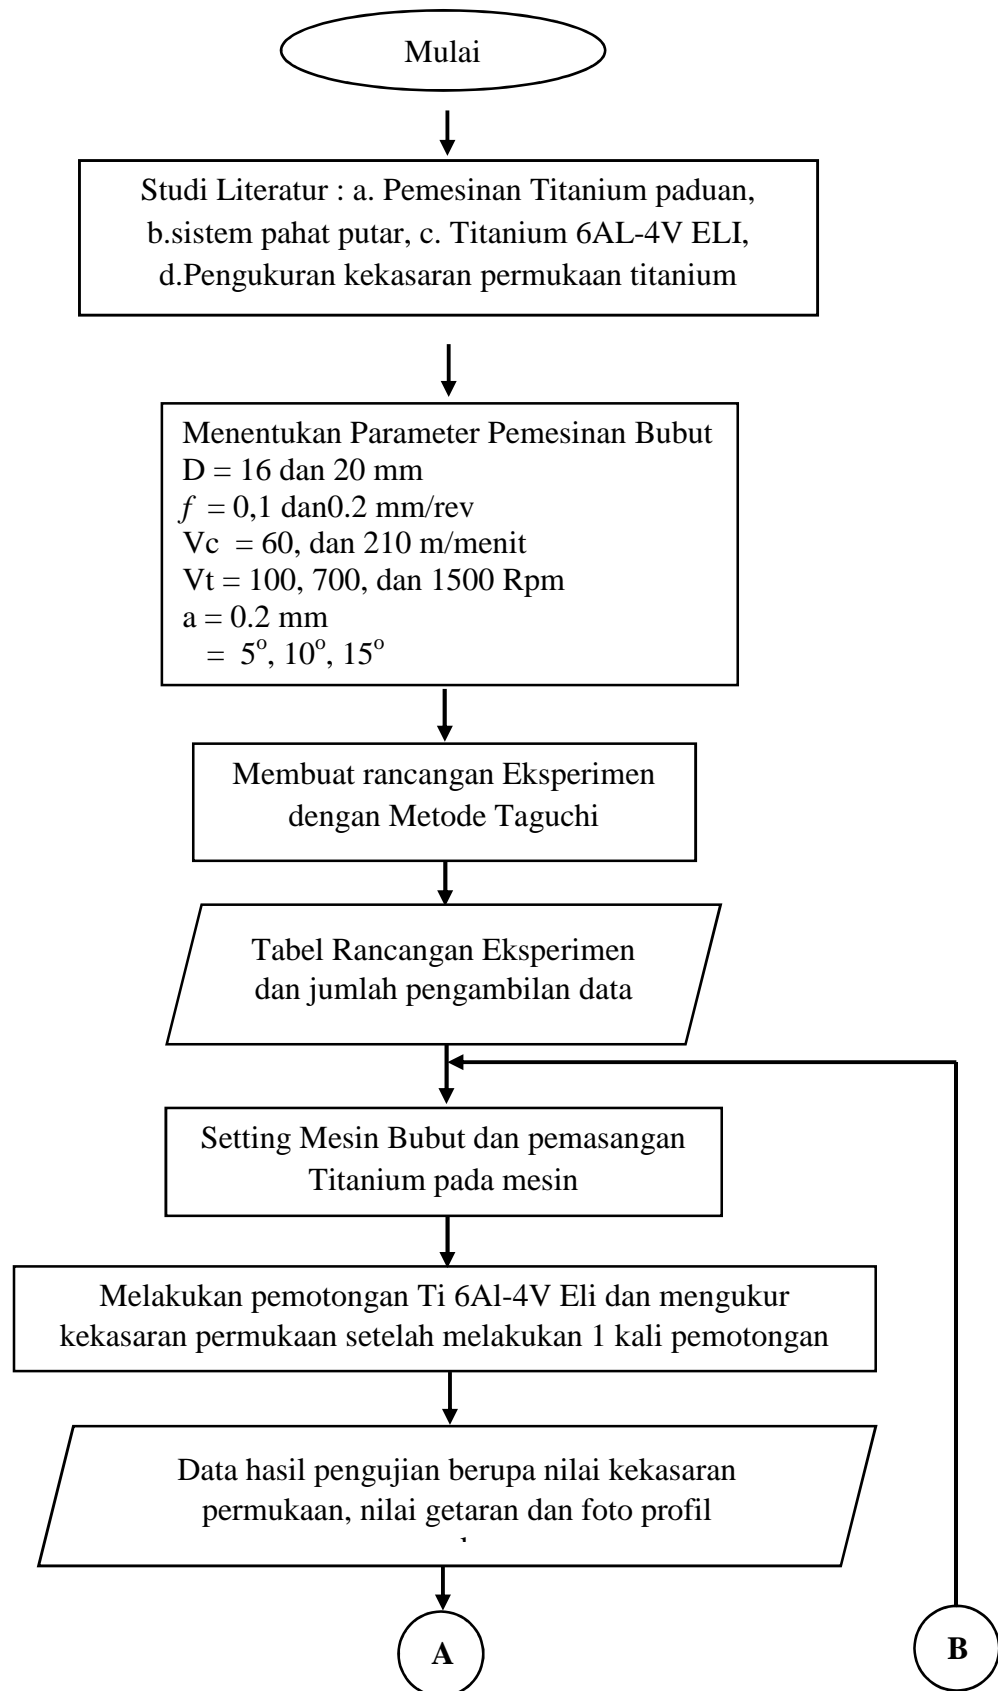 Mulai
Studi Literatur : a. Pemesinan Titanium paduan,
b.sistem pahat putar, c. Titanium 6AL-4V ELI,
d.Pengukuran kekasaran permukaan titanium
Menentukan Parameter Pemesinan Bubut
D = 16 dan 20 mm
f = 0,1 dan0.2 mm/rev
Vc = 60, dan 210 m/menit
Vt = 100, 700, dan 1500 Rpm
a = 0.2 mm
= 5°, 10°, 15°
Membuat rancangan Eksperimen
dengan Metode Taguchi
Tabel Rancangan Eksperimen
dan jumlah pengambilan data
Setting Mesin Bubut dan pemasangan
Titanium pada mesin
Melakukan pemotongan Ti 6Al-4V Eli dan mengukur
kekasaran permukaan setelah melakukan 1 kali pemotongan
Data hasil pengujian berupa nilai kekasaran
permukaan, nilai getaran dan foto profil
A
B